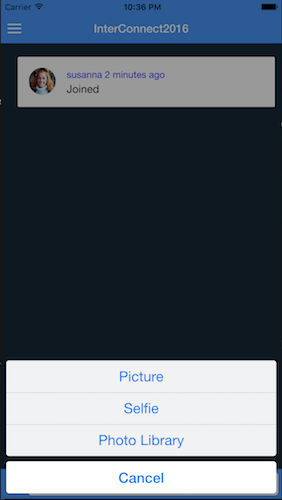 Carrier 10:36 PM
InterConnect2016
susanna 2 minutes ago
Joined
Picture
Selfie
Photo Library
Cancel